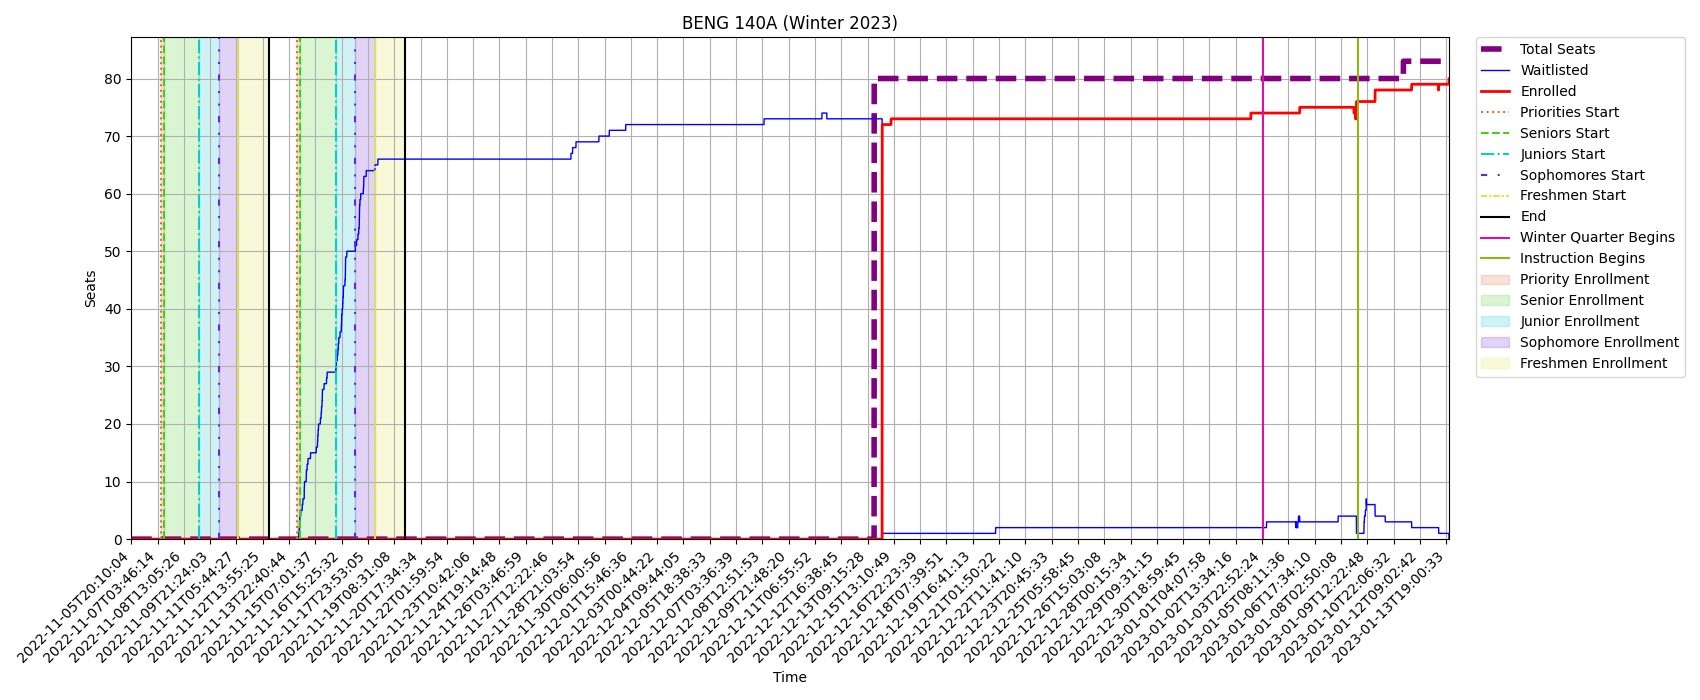 BENG 140A (Winter 2023)
Seats
80
70
60
50
40
30
20
10
0
2022-11-05T20:10:04
2022-11-07T03:46:14
2022-11-08T13:05:26
2022-11-09T21:24:03
2022-11-11T05:44:27
2022-11-12T13:55:25
2022-11-13T22:40:44
2022-11-15T07:01:37
2022-11-16T15:25:32
2022-11-17T23:53:05
2022-11-19T08:31:08
2022-11-20T17:34:34
2022-11-22T01:59:54
2022-11-23T10:42:06
2022-11-24T19:14:48
2022-11-26T03:46:59
2022-11-27T12:22:46
2022-11-28T21:03:54
2022-11-30T06:00:56
2022-12-01T15:46:36
2022-12-03T00:44:22
2022-12-04T09:44:05
2022-12-05T18:38:33
2022-12-07T03:36:39
2022-12-08T12:51:53
2022-12-09T21:48:20
2022-12-11T06:55:52
2022-12-12T16:38:45
2022-12-13T09:15:28
2022-12-15T13:10:49
2022-12-16T22:23:39
2022-12-18T07:39:51
2022-12-19T16:41:13
2022-12-21T01:50:22
2022-12-22T11:41:10
2022-12-23T20:45:33
2022-12-25T05:58:45
2022-12-26T15:03:08
2022-12-28T00:15:34
2022-12-29T09:31:15
2022-12-30T18:59:45
2023-01-01T04:07:58
2023-01-02T13:34:16
2023-01-03T22:52:24
2023-01-05T08:11:36
2023-01-06T17:34:10
2023-01-08T02:50:08
2023-01-09T12:22:48
2023-01-10T22:06:32
2023-01-12T09:02:42
2023-01-13T19:00:33
Time
Total Seats
Waitlisted
Enrolled
Priorities Start
Seniors Start
Juniors Start
Sophomores Start
Freshmen Start
End
Winter Quarter Begins
Instruction Begins
Priority Enrollment
Senior Enrollment
Junior Enrollment
Sophomore Enrollment
Freshmen Enrollment